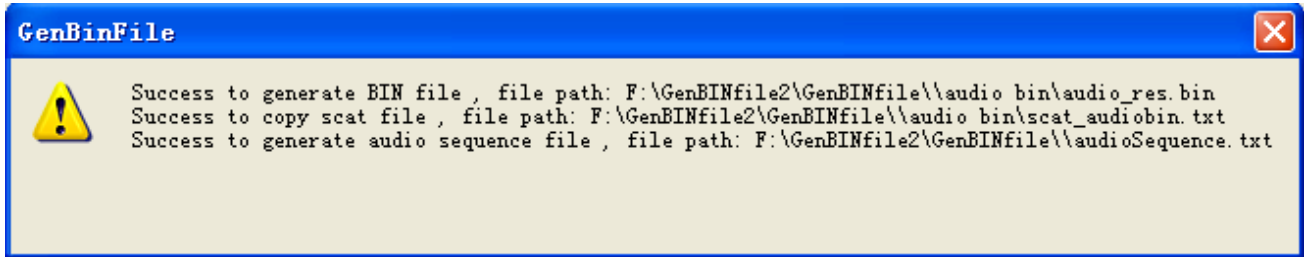 GenBinFile
Success to generate BIN file , file path: F:\GenBINfile2\GenBINfile\\audio bin\audio_res.bin
Success to copy scat file , file path: F:\GenBINfile2\GenBINfile\\audio bin\scat_audiobin.txt
Success to generate audio sequence file , file path: F:\GenBINfile2\GenBINfile\\audioSequence.txt